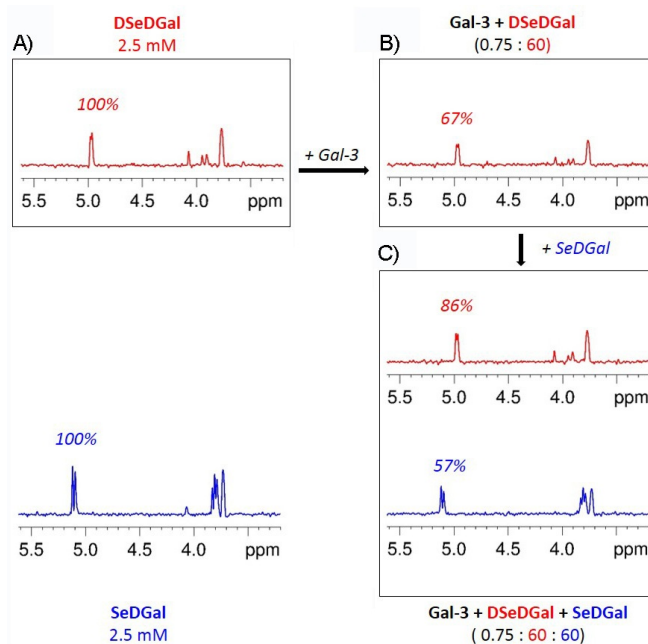 A)
DSeDGal
2.5 mM
100%
5.5 5.0 4.5 4.0 ppm
+ Gal-3
B)
Gal-3 + DSeDGal
(0.75 : 60)
67%
5.5 5.0 4.5 4.0 ppm
+ SeDGal
C)
86%
5.5 5.0 4.5 4.0 ppm
100%
5.5 5.0 4.5 4.0 ppm
SeDGal
2.5 mM
57%
5.5 5.0 4.5 4.0 ppm
Gal-3 + DSeDGal + SeDGal
( 0.75 : 60 : 60)